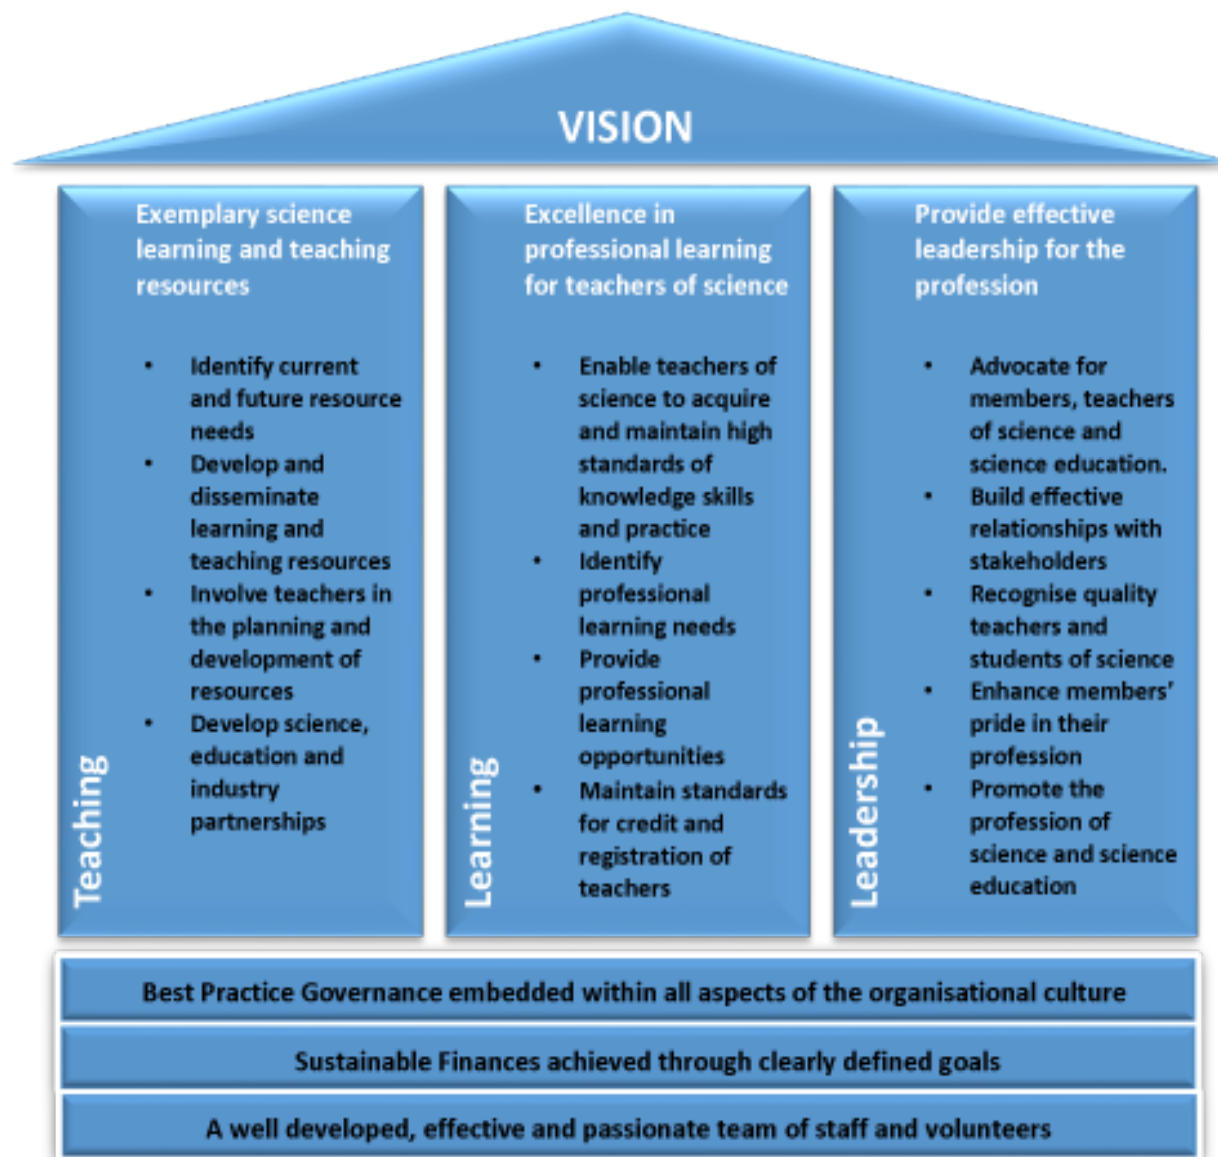 VISION
Exemplary science
learning and teaching
resources
• Identify current
and future resource
needs
• Develop and
disseminate
learning and
teaching resources
• Involve teachers in
the planning and
development of
resources
• Develop science,
education and
industry
partnerships
Teaching
Excellence in
professional learning
for teachers of science
• Enable teachers of
science to acquire
and maintain high
standards of
knowledge skills
and practice
• Identify
professional
learning needs
• Provide
professional
learning
opportunities
• Maintain standards
for credit and
registration of
teachers
Learning
Provide effective
leadership for the
profession
• Advocate for
members, teachers
of science and
science education.
• Build effective
relationships with
stakeholders
• Recognise quality
teachers and
students of science
• Enhance members’
pride in their
profession
• Promote the
profession of
science and science
education
Leadership
Best Practice Governance embedded within all aspects of the organisational culture
Sustainable Finances achieved through clearly defined goals
A well developed, effective and passionate team of staff and volunteers